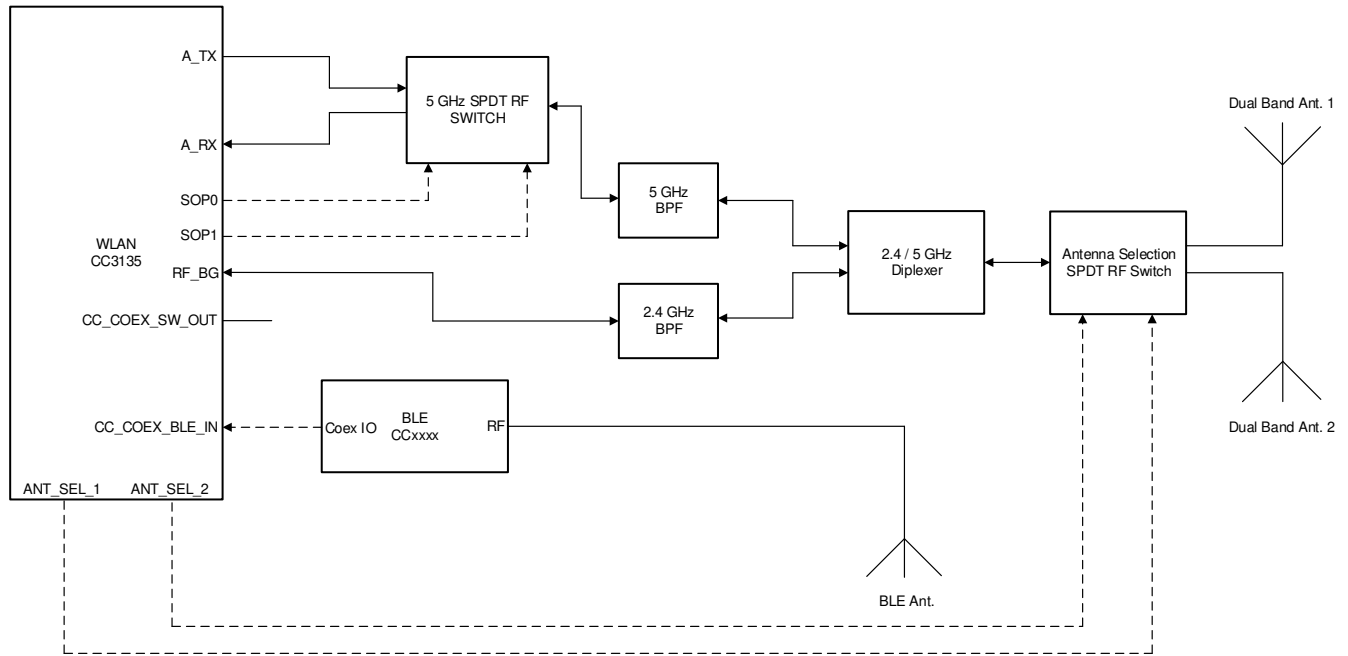 A_TX
A_RX
SOP0
SOP1
WLAN
CC3135
RF_BG
CC_COEX_SW_OUT
CC_COEX_BLE_IN
ANT_SEL_1
ANT_SEL_2
5 GHz SPDT RF
SWITCH
5 GHz
BPF
2.4 GHz
BPF
2.4 / 5 GHz
Diplexer
Antenna Selection
SPDT RF Switch
Dual Band Ant. 1
Dual Band Ant. 2
Coex IO
BLE
CCxxxx
RF
BLE Ant.